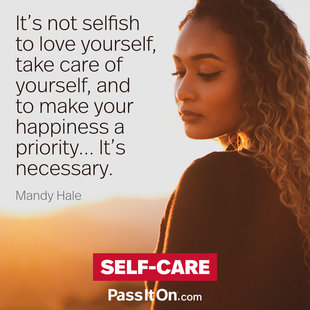 It’s not selfish
to love yourself,
take care of
yourself, and
to make your
happiness a
priority... It’s
necessary.
Mandy Hale
SELF-CARE
PassItOn.com